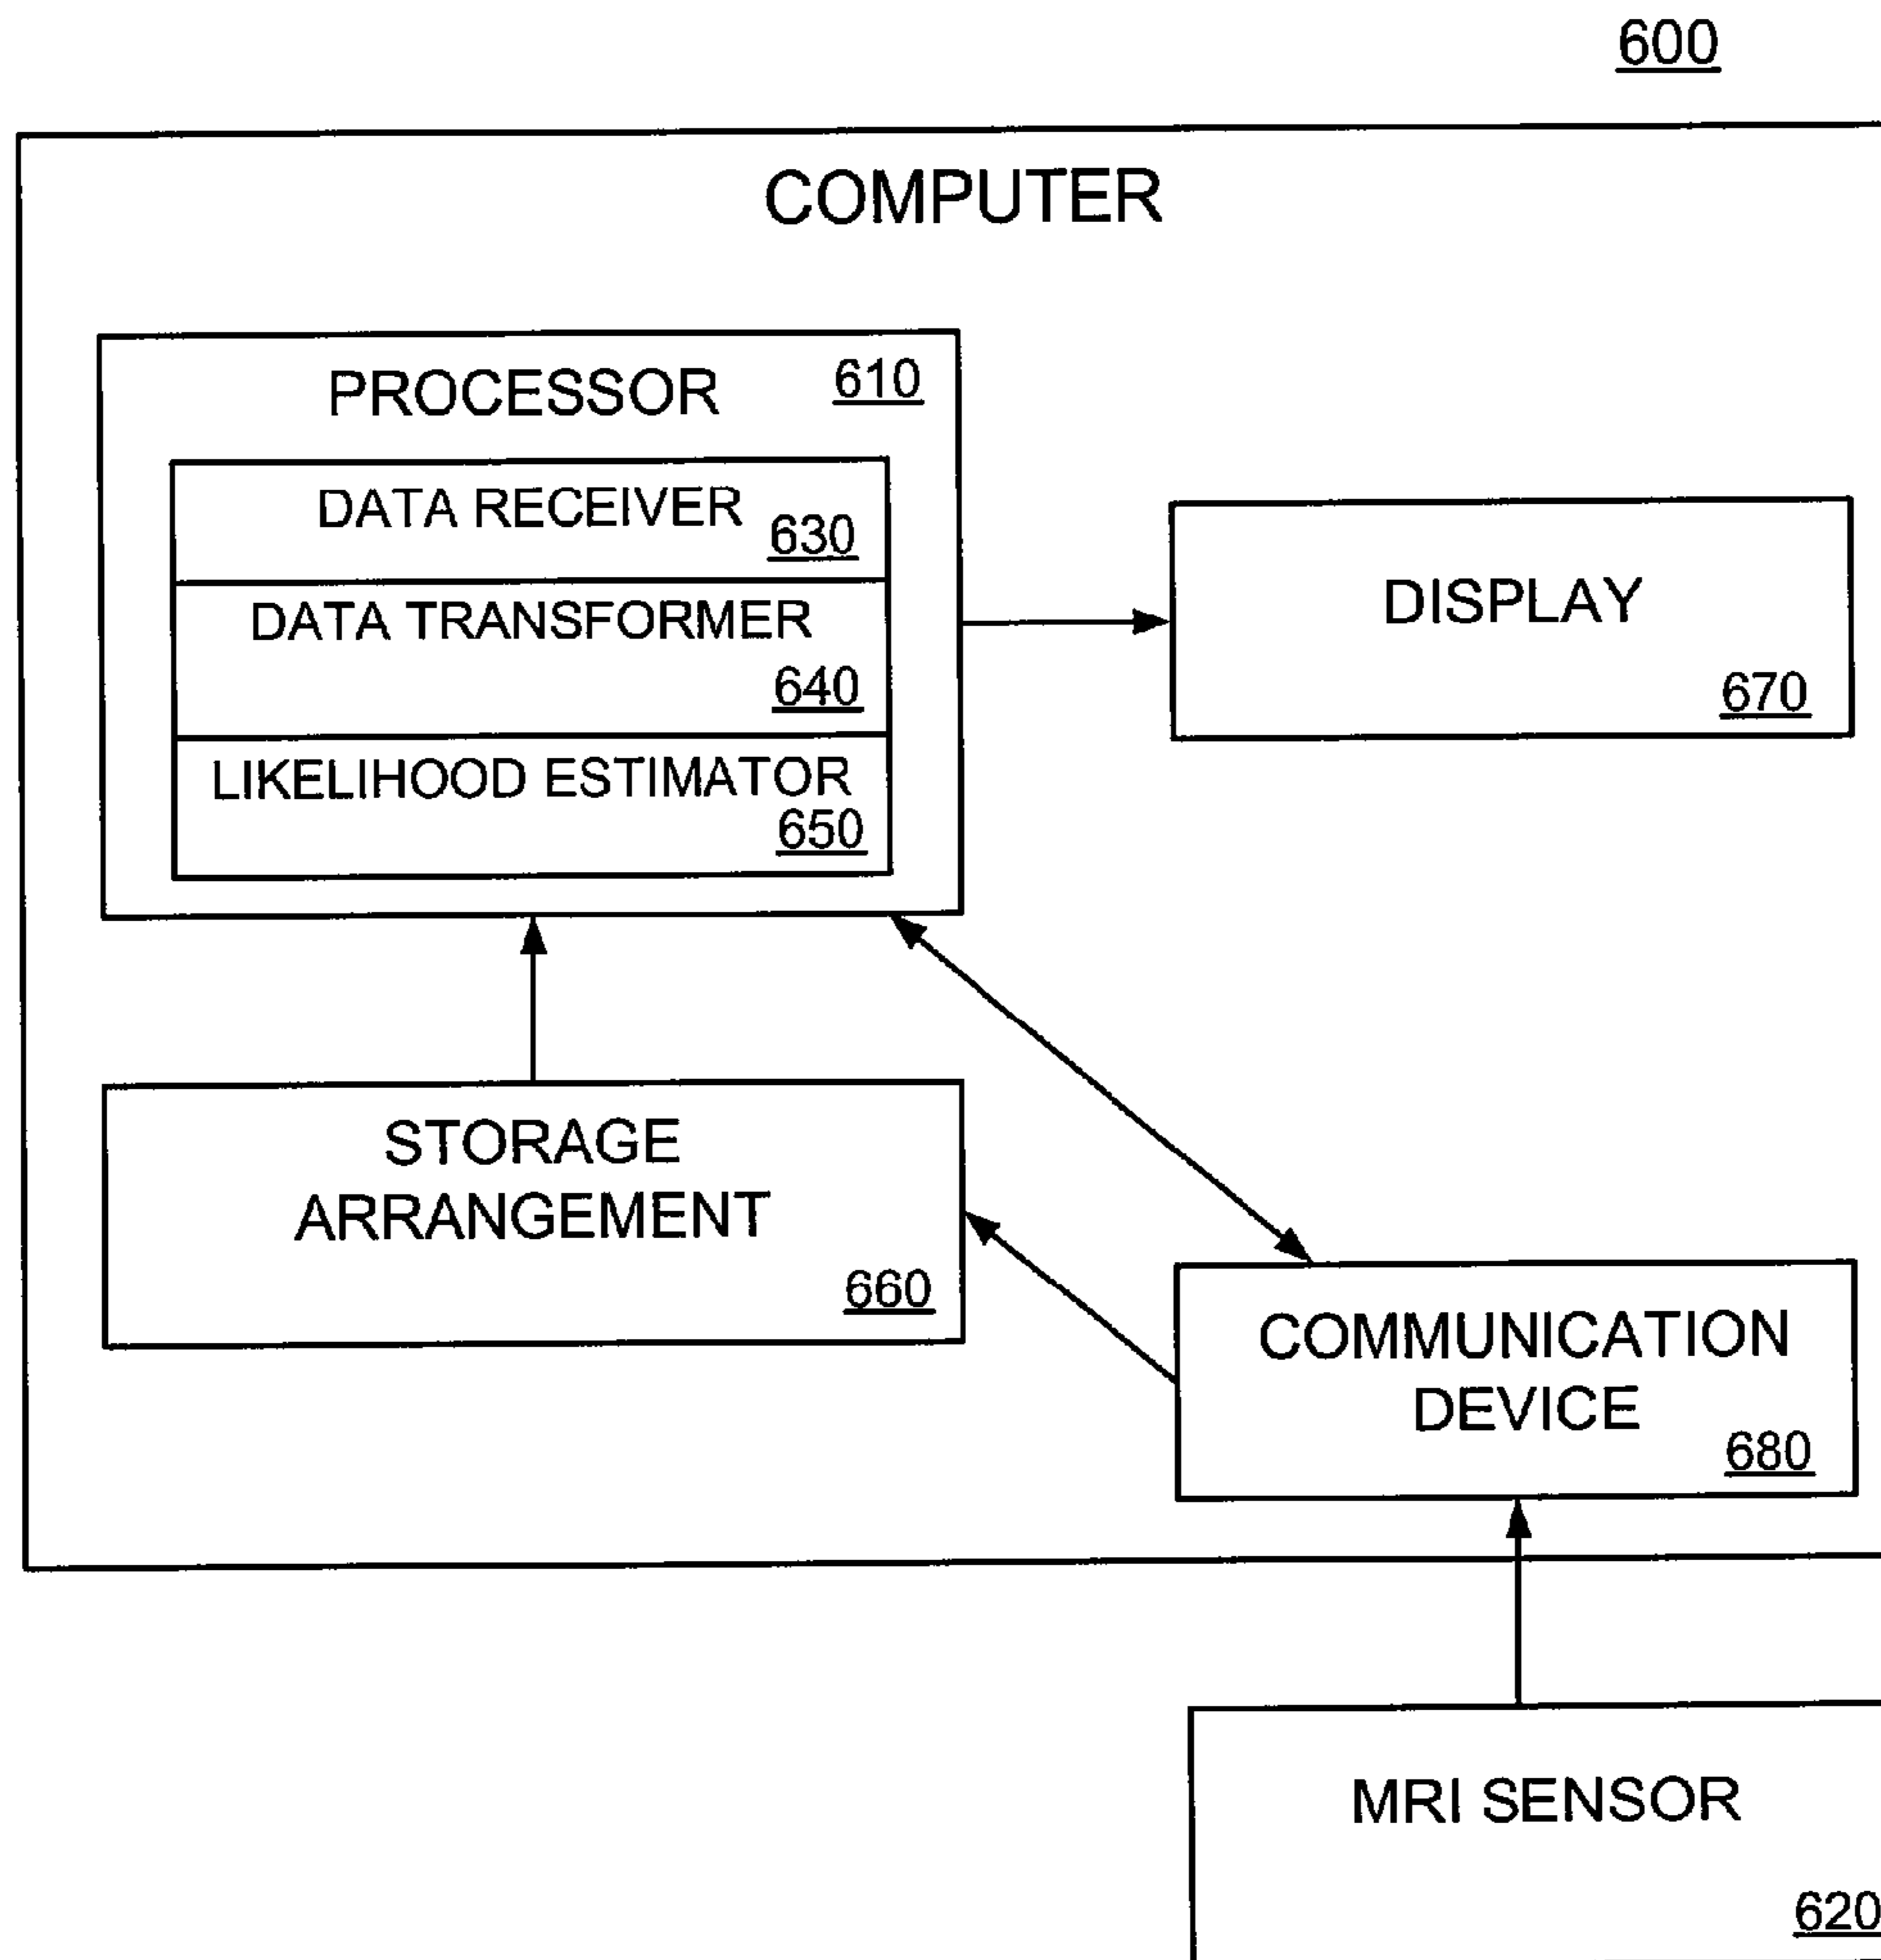 600
COMPUTER
PROCESSOR 610
DATA RECEIVER
630
DATA TRANSFORMER
640
LIKELIHOOD ESTIMATOR
650
DISPLAY
670
STORAGE
ARRANGEMENT
660
COMMUNICATION
DEVICE
680
MRI SENSOR
620